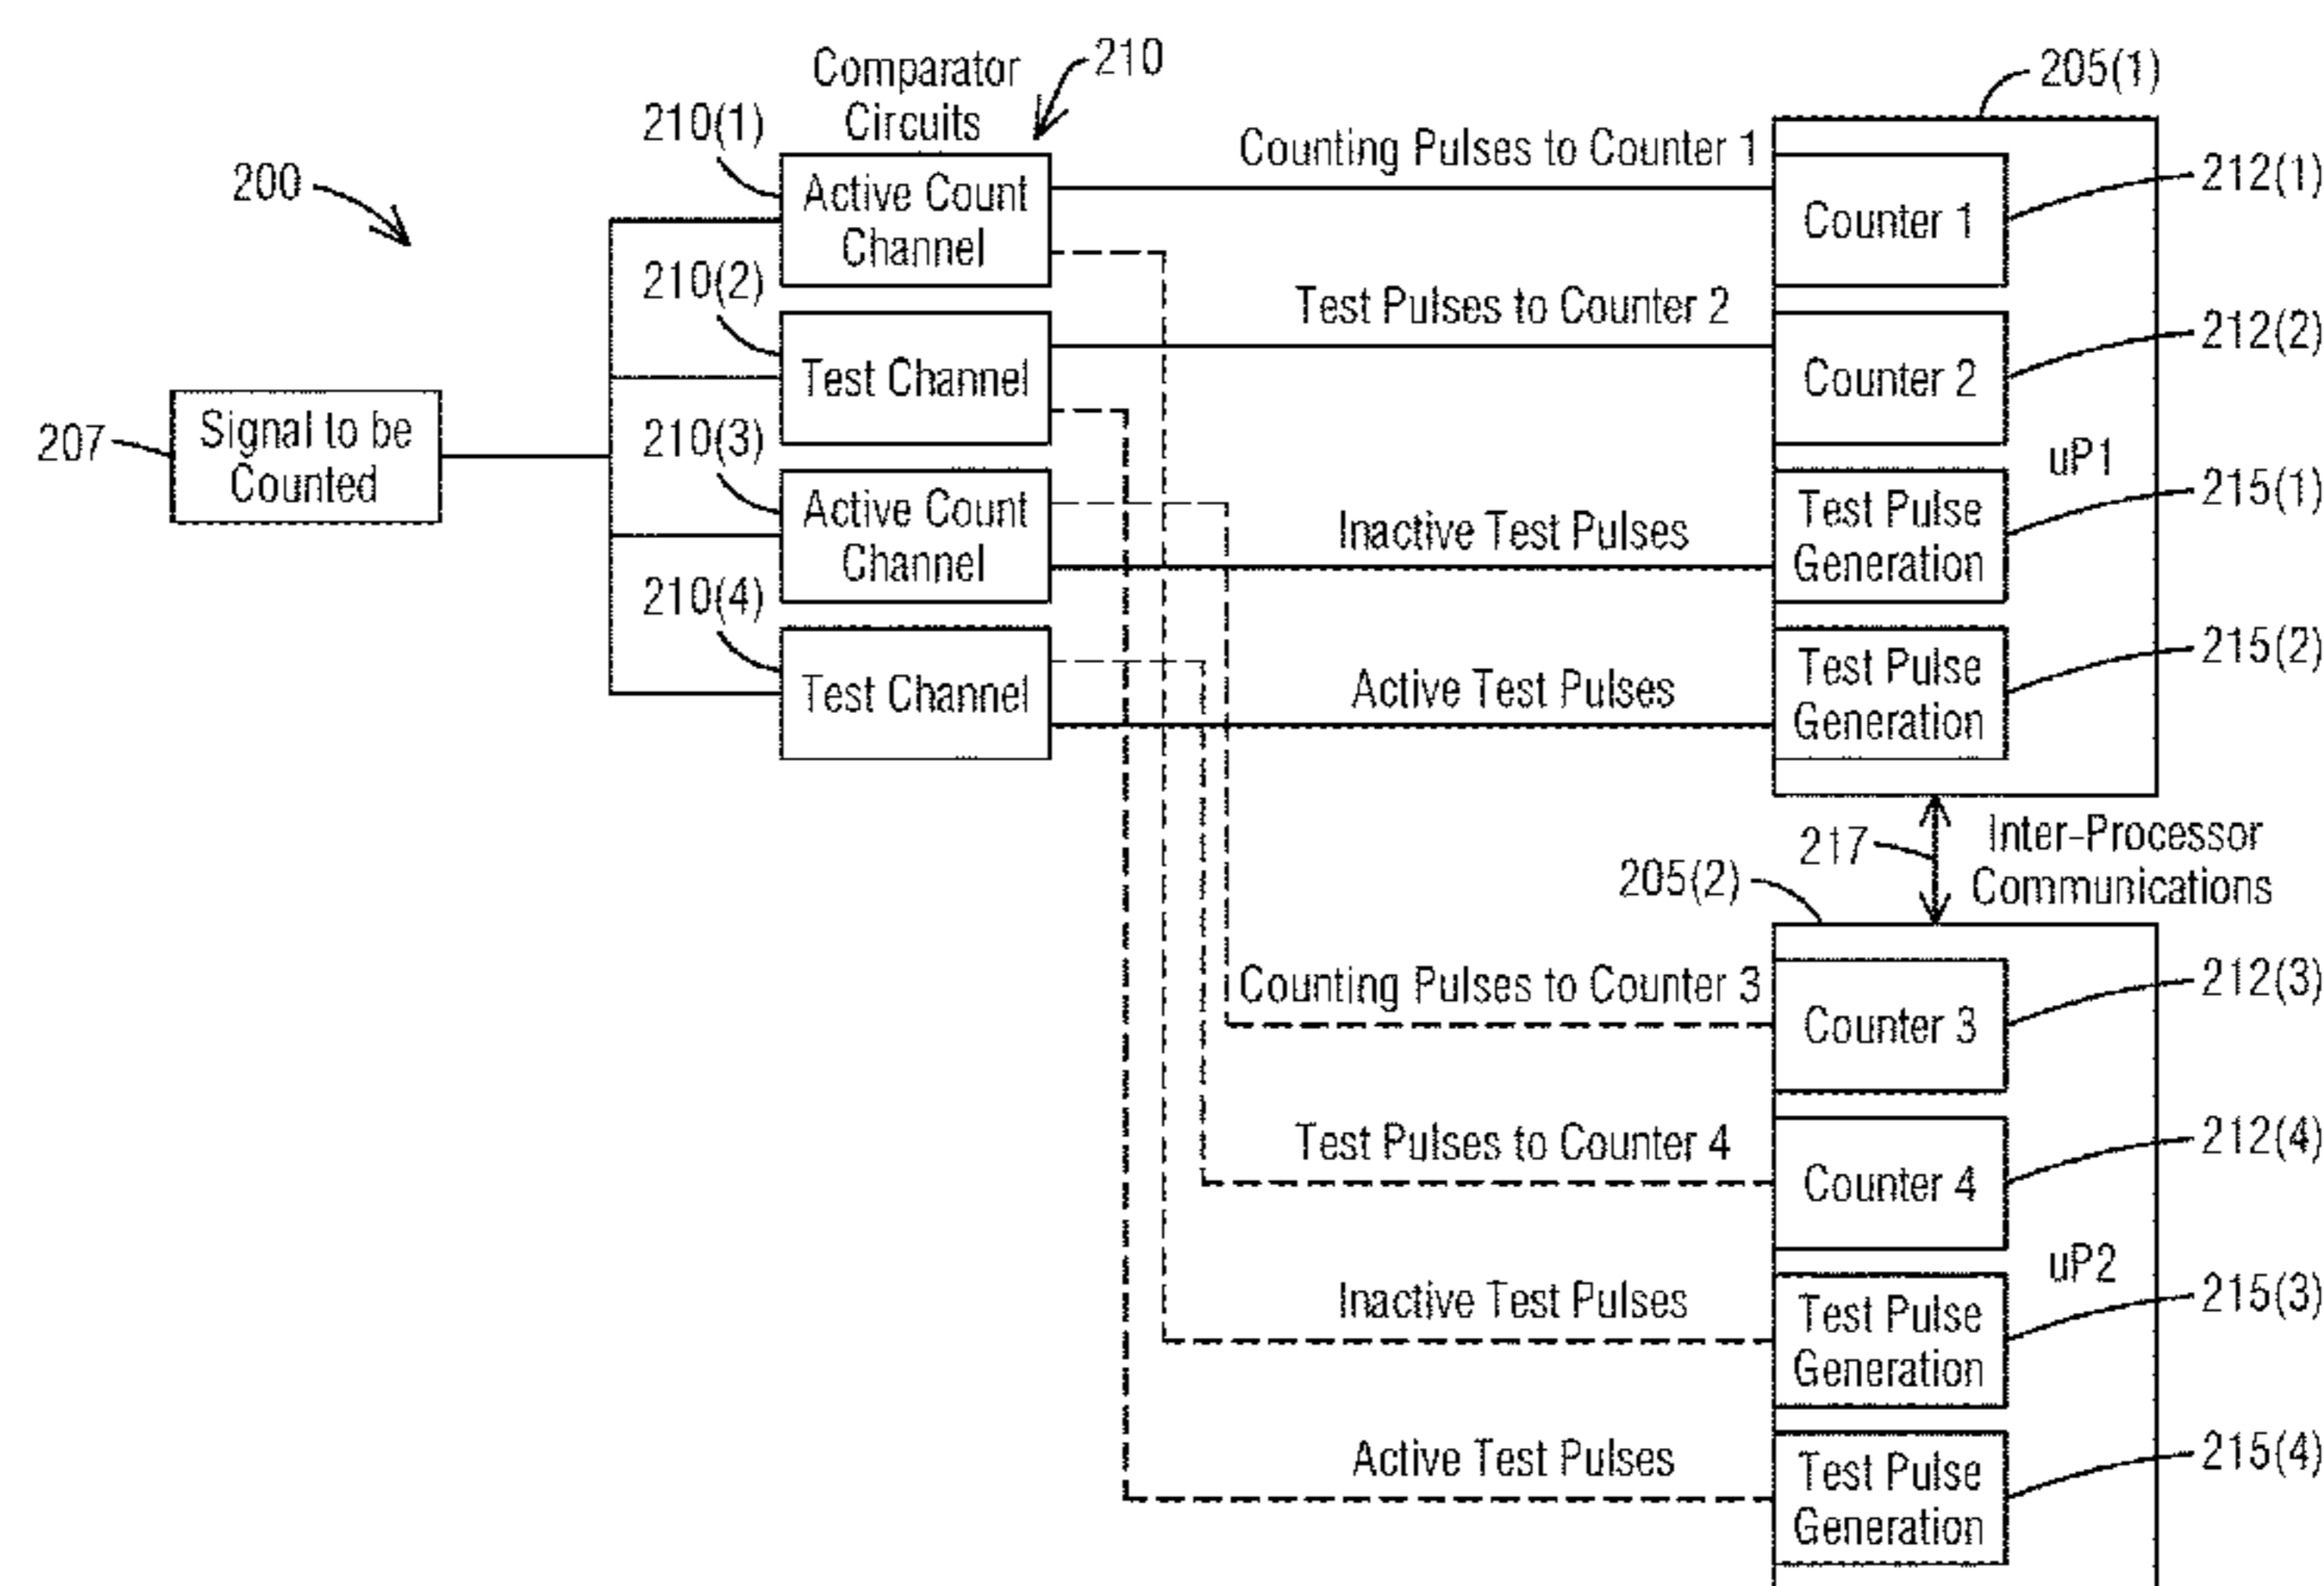 Comparator
Circuits
210
205(1)
210(1)
200
Active Count
Channel
Counting Pulses to Counter 1
Counter 1
212(1)
210(2)
Test Channel
Test Pulses to Counter 2
Counter 2
212(2)
207
Signal to be
Counted
210(3)
Active Count
Channel
Inactive Test Pulses
uP1
Test Pulse
Generation
215(1)
210(4)
Test Channel
Active Test Pulses
Test Pulse
Generation
215(2)
217
Inter-Processor
Communications
205(2)
Counting Pulses to Counter 3
Counter 3
212(3)
Test Pulses to Counter 4
Counter 4
212(4)
uP2
Inactive Test Pulses
Test Pulse
Generation
215(3)
Active Test Pulses
Test Pulse
Generation
215(4)